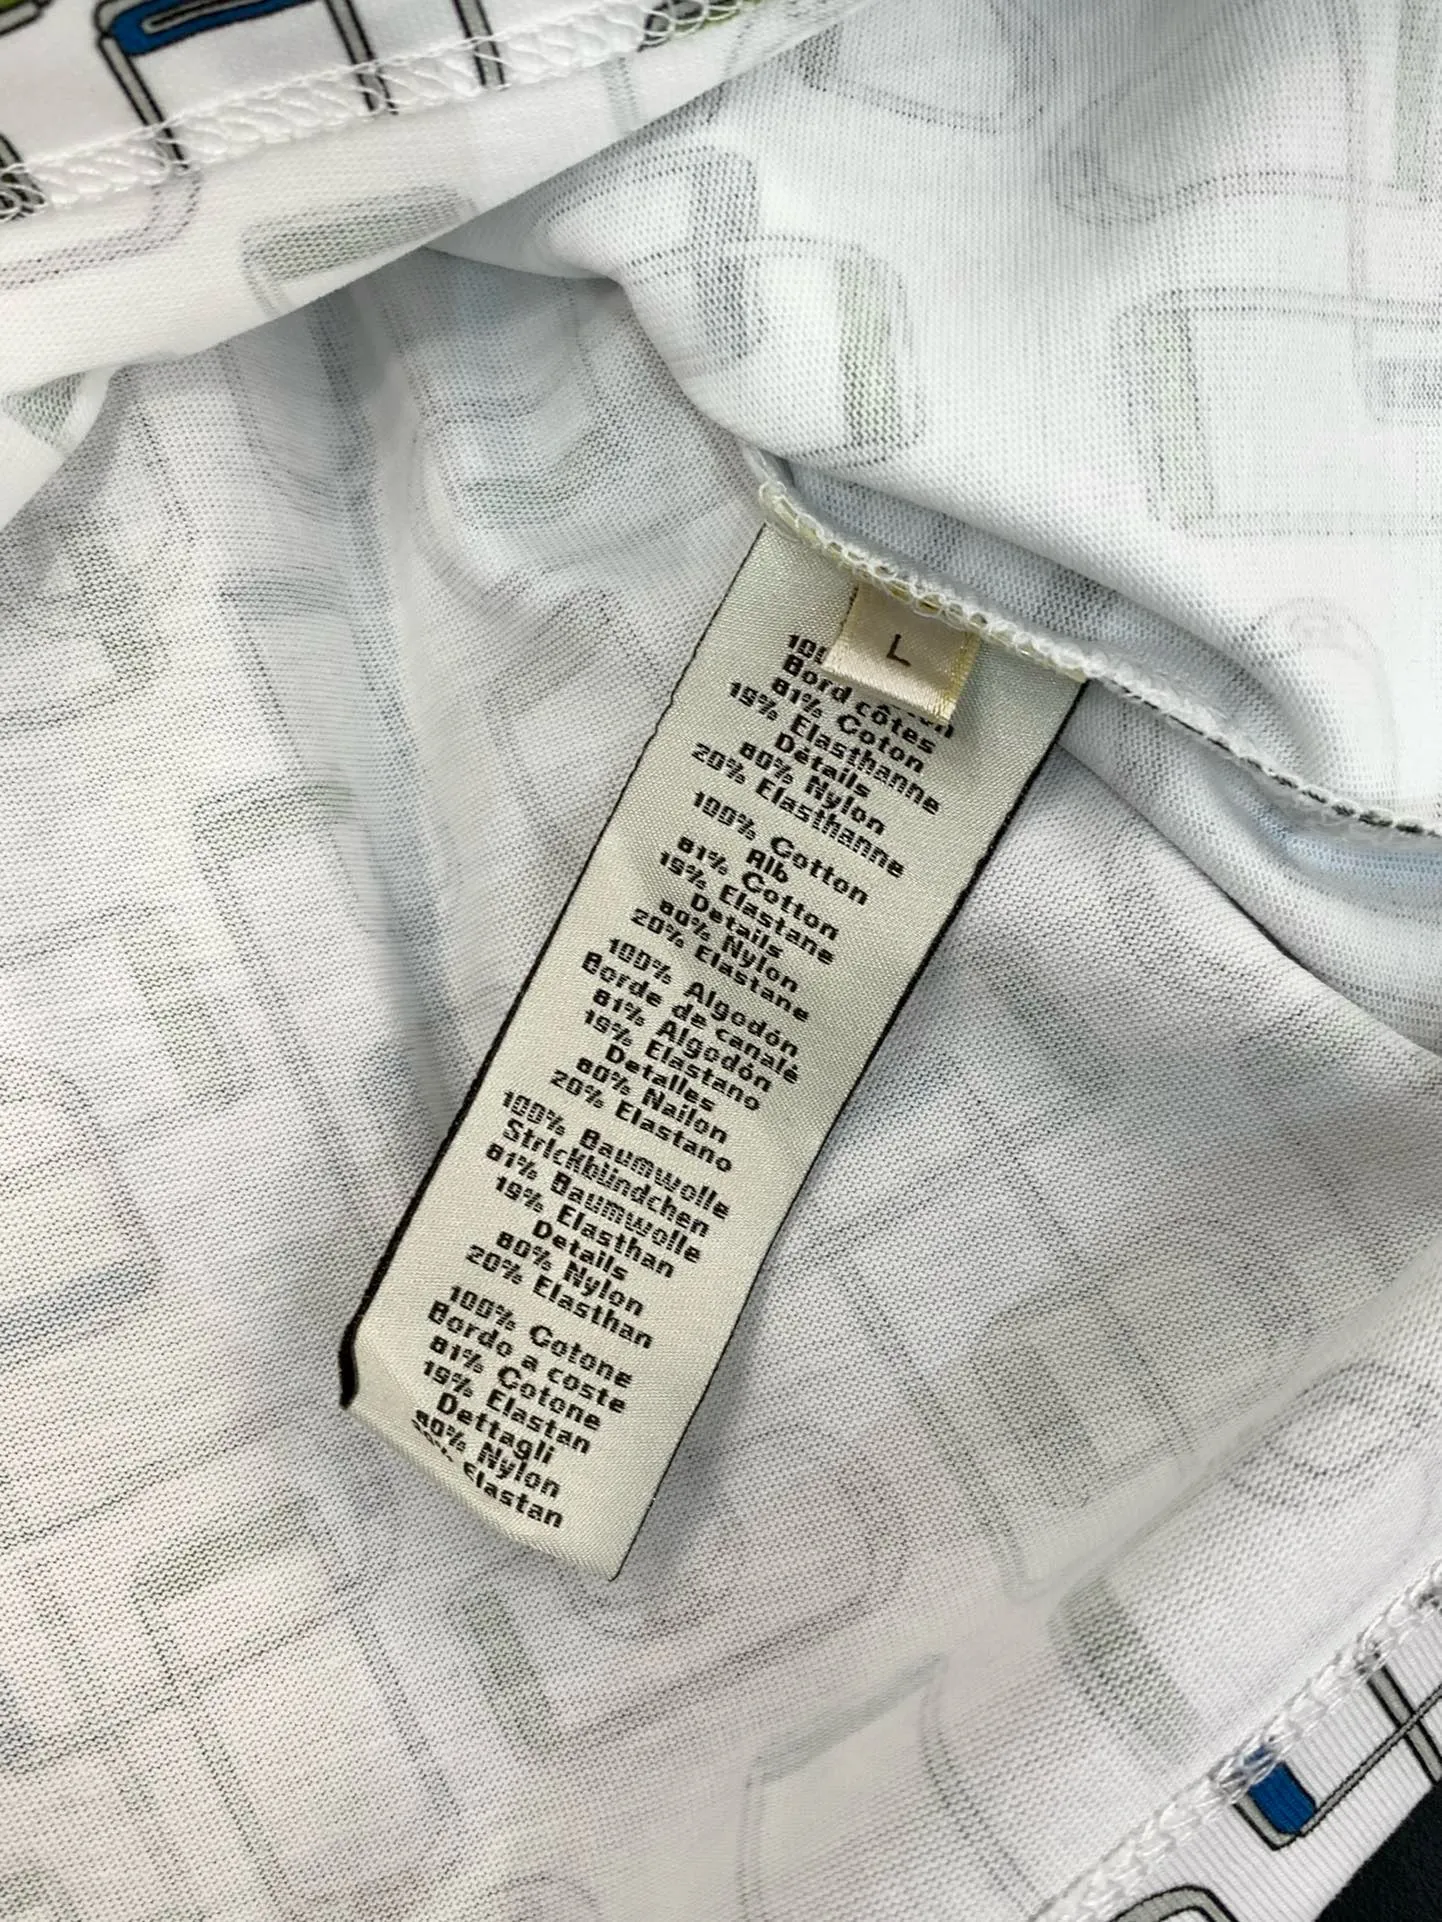 L
Bord côtes
81% Coton
19% Elasthanne
Détails
80% Nylon
20% Elasthanne
100% Cotton
Rib
81% Cotton
19% Elastane
Details
80% Nylon
20% Elastane
100% Algodón
Borde de canalé
81% Algodón
19% Elastano
Detalles
80% Nailon
20% Elastano
100% Baumwolle
Strickbündchen
81% Baumwolle
19% Elasthan
Details
80% Nylon
20% Elasthan
100% Cotone
Bordo a coste
81% Cotone
19% Elastan
Dettagli
80% Nylon
Elastan